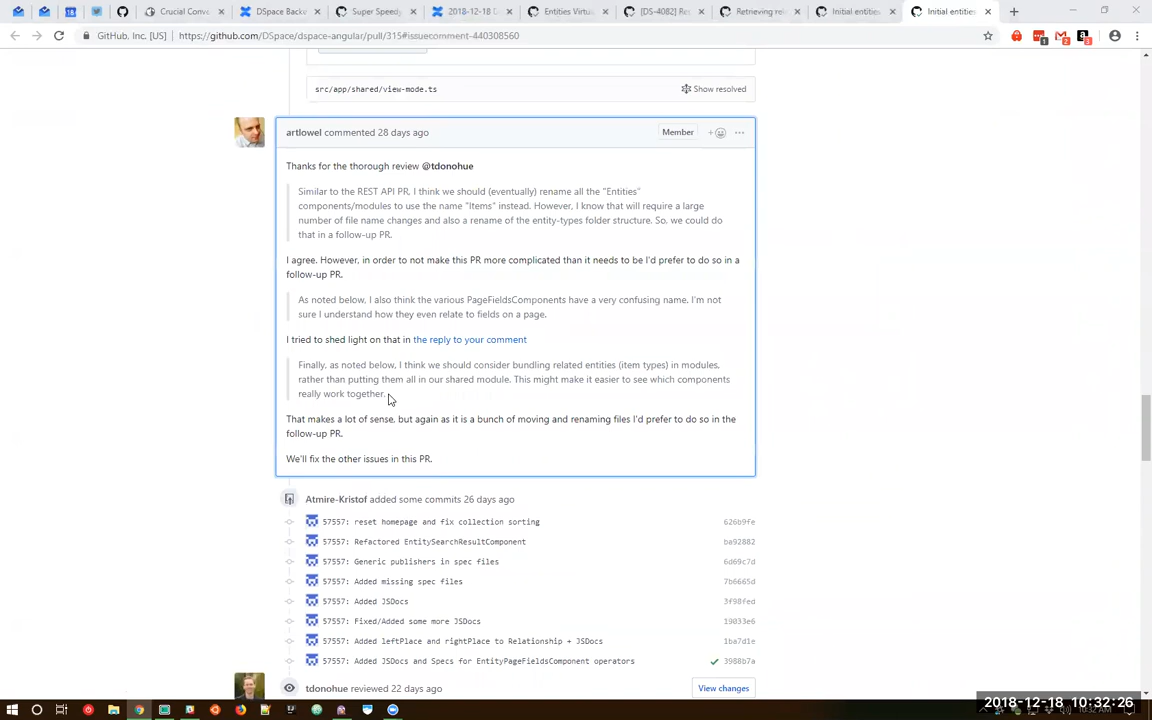 Crucial Conv
DSpace Backe
Super Speedy
2018-12-18 D
Entities Virtu
[DS-4082] Re
Retrieving rel
Initial entities
Initial entities
GitHub, Inc. [US] | https://github.com/DSpace/dspace-angular/pull/315#issuecomment-440308560
src/app/shared/view-mode.ts
Show resolved
artlowel commented 28 days ago
Member
Thanks for the thorough review @tdonohue
Similar to the REST API PR, I think we should (eventually) rename all the "Entities"
components/modules to use the name "Items" instead. However, I know that will require a large
number of file name changes and also a rename of the entity-types folder structure. So, we could do
that in a follow-up PR.
I agree. However, in order to not make this PR more complicated than it needs to be I'd prefer to do so in a
follow-up PR.
As noted below, I also think the various PageFieldsComponents have a very confusing name. I'm not
sure I understand how they even relate to fields on a page.
I tried to shed light on that in the reply to your comment
Finally, as noted below, I think we should consider bundling related entities (item types) in modules,
rather than putting them all in our shared module. This might make it easier to see which components
really work together.
That makes a lot of sense, but again as it is a bunch of moving and renaming files I'd prefer to do so in the
follow-up PR.
We'll fix the other issues in this PR.
Atmire-Kristof added some commits 26 days ago
57557: reset homepage and fix collection sorting 626b9fe
57557: Refactored EntitySearchResultComponent ba92882
57557: Generic publishers in spec files 6d69c7d
57557: Added missing spec files 7b6665d
57557: Added JSDocs 3f98fed
57557: Fixed/Added some more JSDocs 19033e6
57557: Added leftPlace and rightPlace to Relationship + JSDocs 1ba7d1e
57557: Added JSDocs and Specs for EntityPageFieldsComponent operators 3988b7a
tdonohue reviewed 22 days ago
View changes
2018-12-18 10:32:26